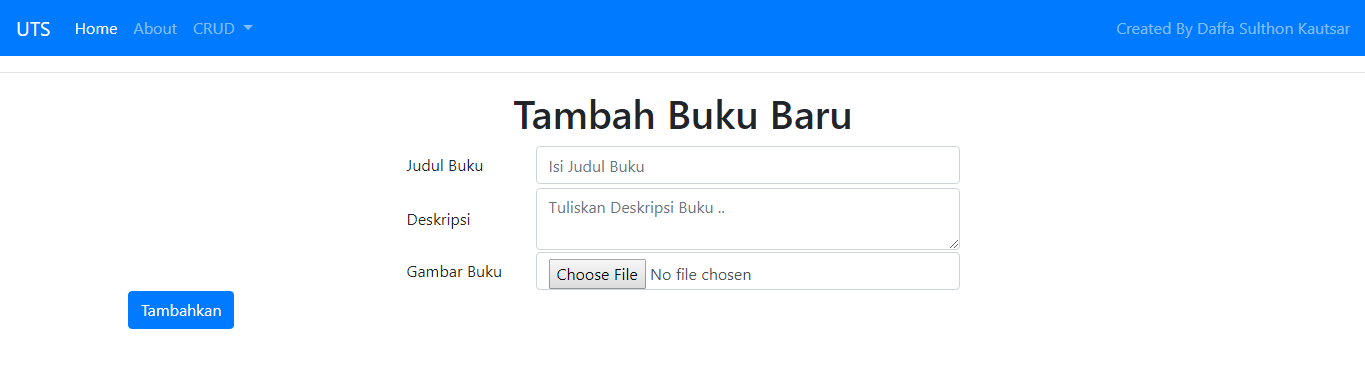 UTS Home About CRUD Created By Daffa Sulthon Kautsar
Tambah Buku Baru
Judul Buku Isi Judul Buku
Deskripsi Tuliskan Deskripsi Buku ..
Gambar Buku Choose File No file chosen
Tambahkan